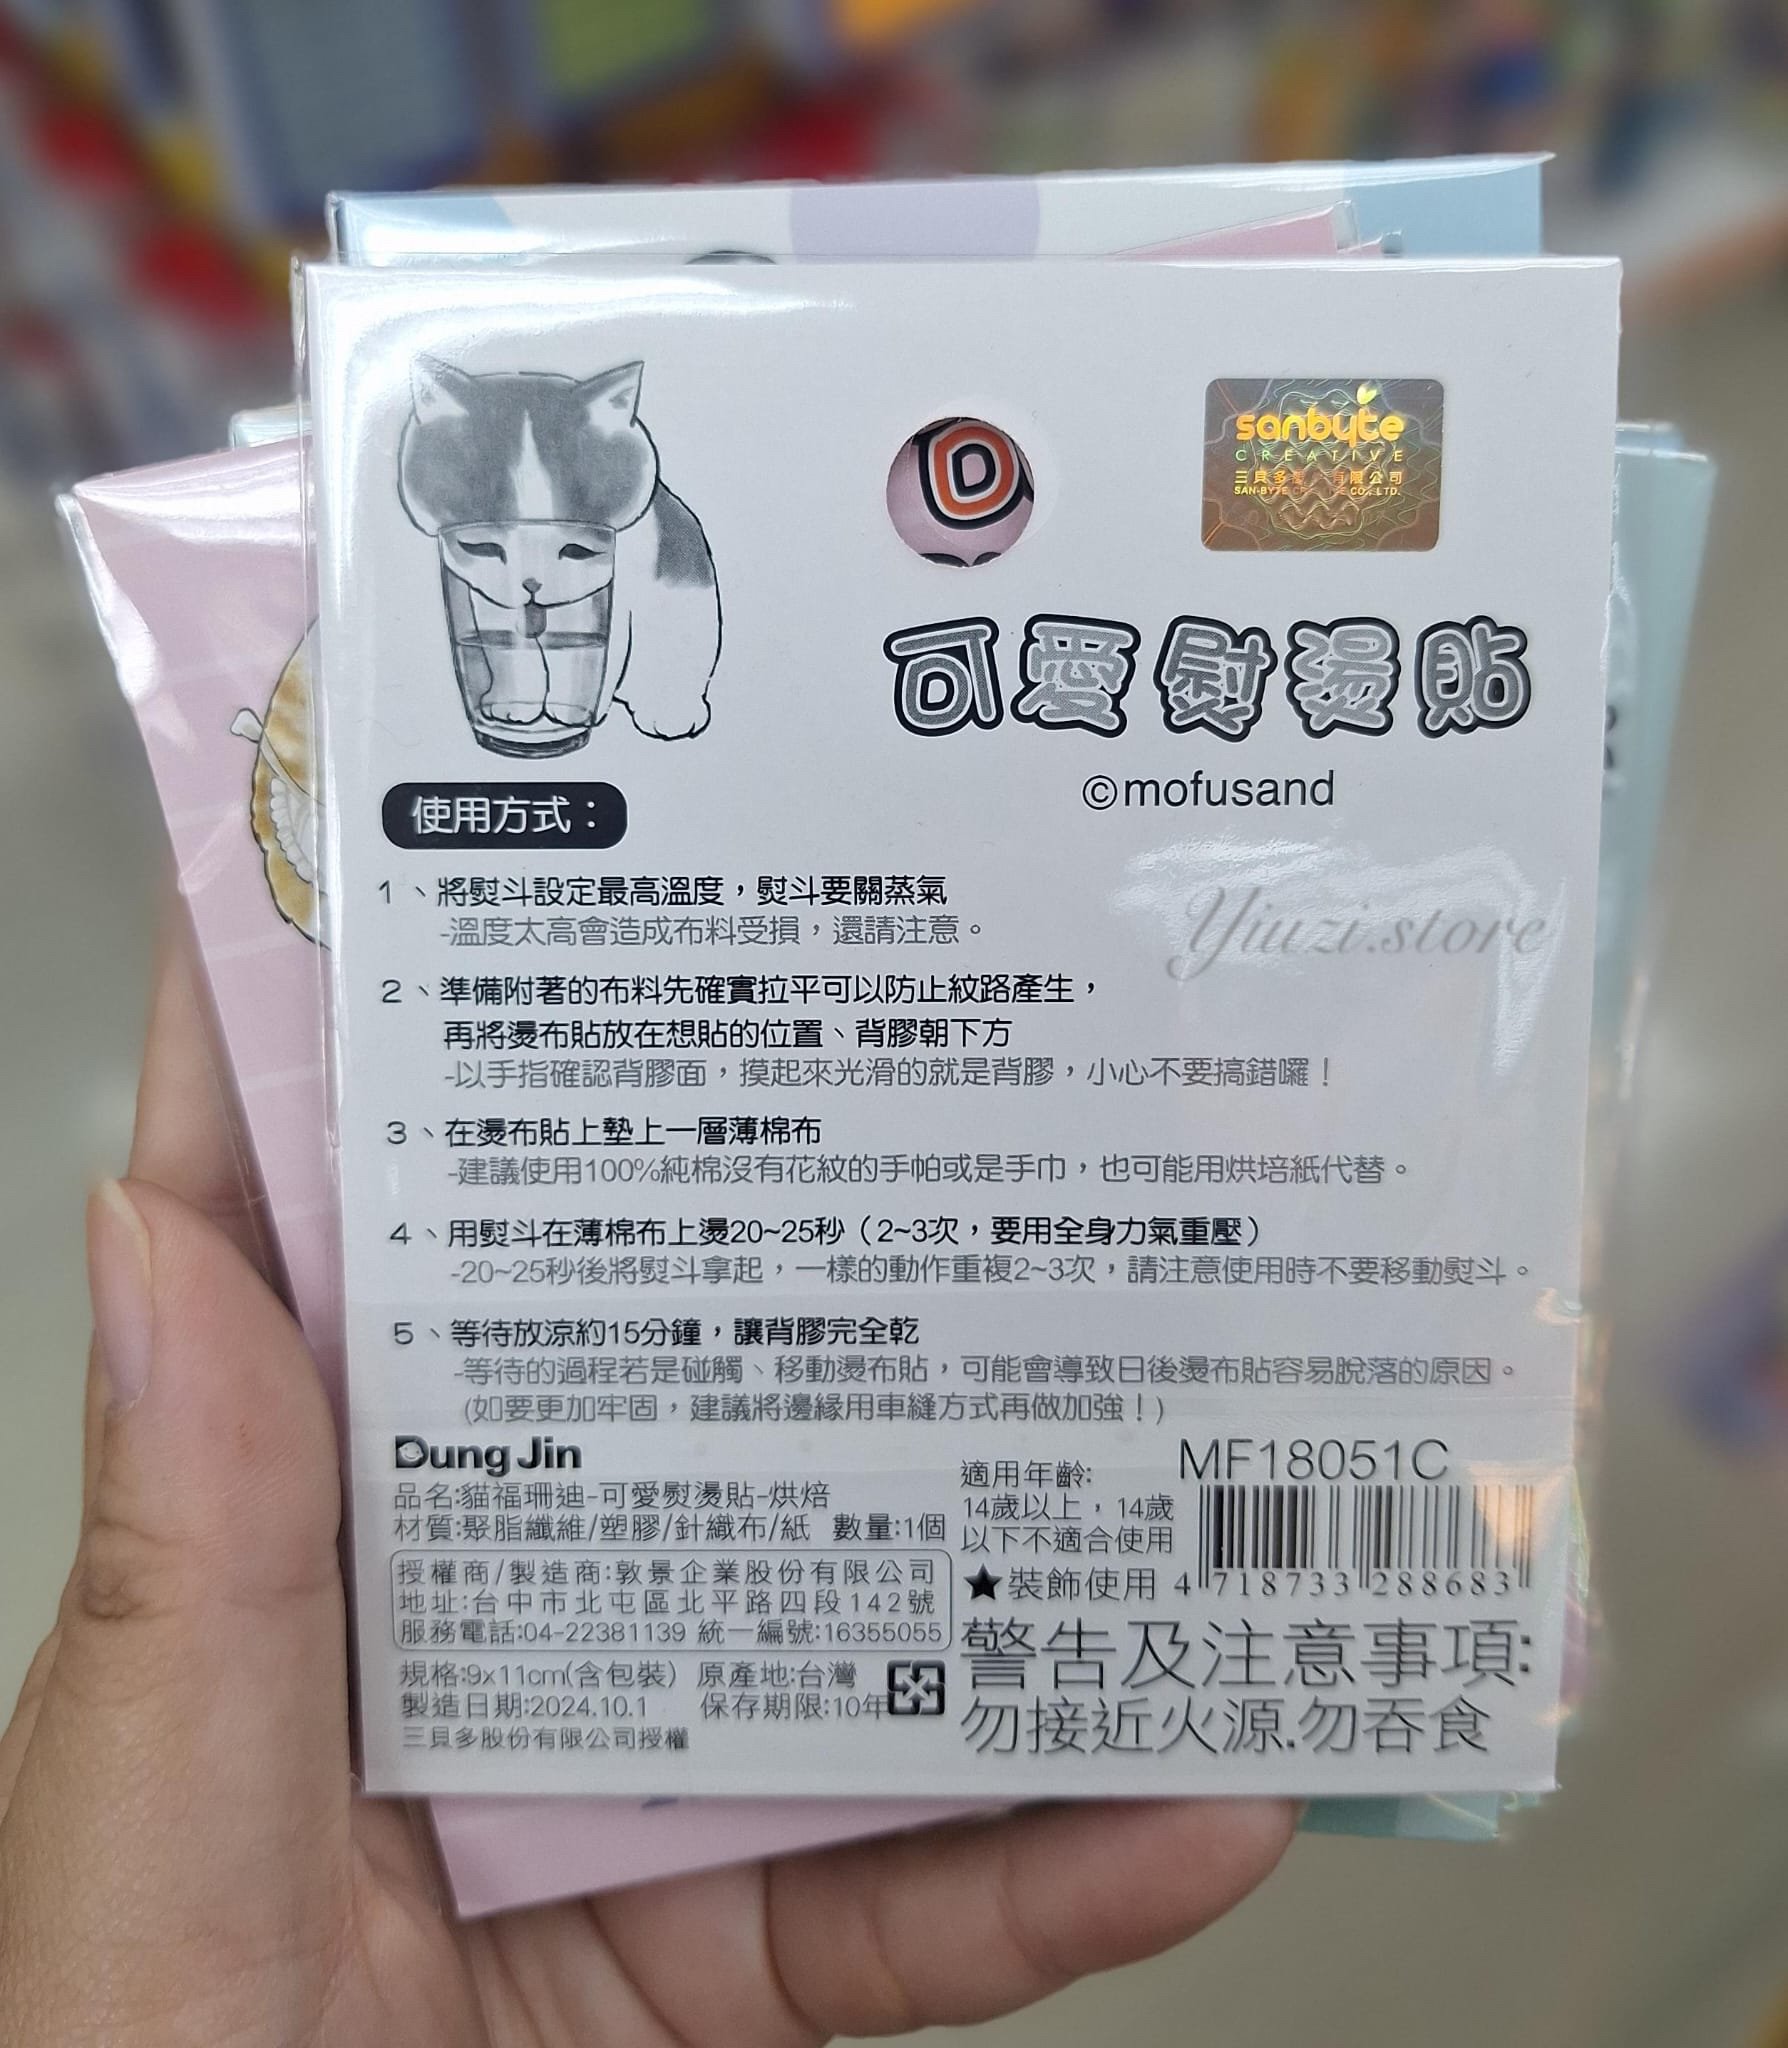 sanbyte
CREATIVE
D
可愛熨燙貼
©mofusand
使用方式：
1、將熨斗設定最高溫度，熨斗要關蒸氣
-溫度太高會造成布料受損，還請注意。
Yiuzi.store
2、準備附著的布料先確實拉平可以防止紋路產生，
再將燙布貼放在想貼的位置、背膠朝下方
-以手指確認背膠面，摸起來光滑的就是背膠，小心不要搞錯囉！
3、在燙布貼上墊上一層薄棉布
-建議使用100%純棉沒有花紋的手帕或是手巾，也可能用烘培紙代替。
4、用熨斗在薄棉布上燙20~25秒（2~3次，要用全身力氣重壓）
-20~25秒後將熨斗拿起，一樣的動作重複2~3次，請注意使用時不要移動熨斗。
5、等待放涼約15分鐘，讓背膠完全乾
-等待的過程若是碰觸、移動燙布貼，可能會導致日後燙布貼容易脫落的原因。
(如要更加牢固，建議將邊緣用車縫方式再做加強！)
Dung Jin
品名:貓福珊迪-可愛熨燙貼-烘焙
材質:聚脂纖維/塑膠/針織布/紙 數量:1個
授權商/製造商:敦景企業股份有限公司
地址:台中市北屯區北平路四段142號
服務電話:04-22381139 統一編號:16355055
規格:9x11cm(含包裝) 原產地:台灣
製造日期:2024.10.1 保存期限:10年
三貝多股份有限公司授權
適用年齡:
14歲以上，14歲
以下不適合使用
★裝飾使用
MF18051C
4 718733 288683
警告及注意事項:
勿接近火源.勿吞食